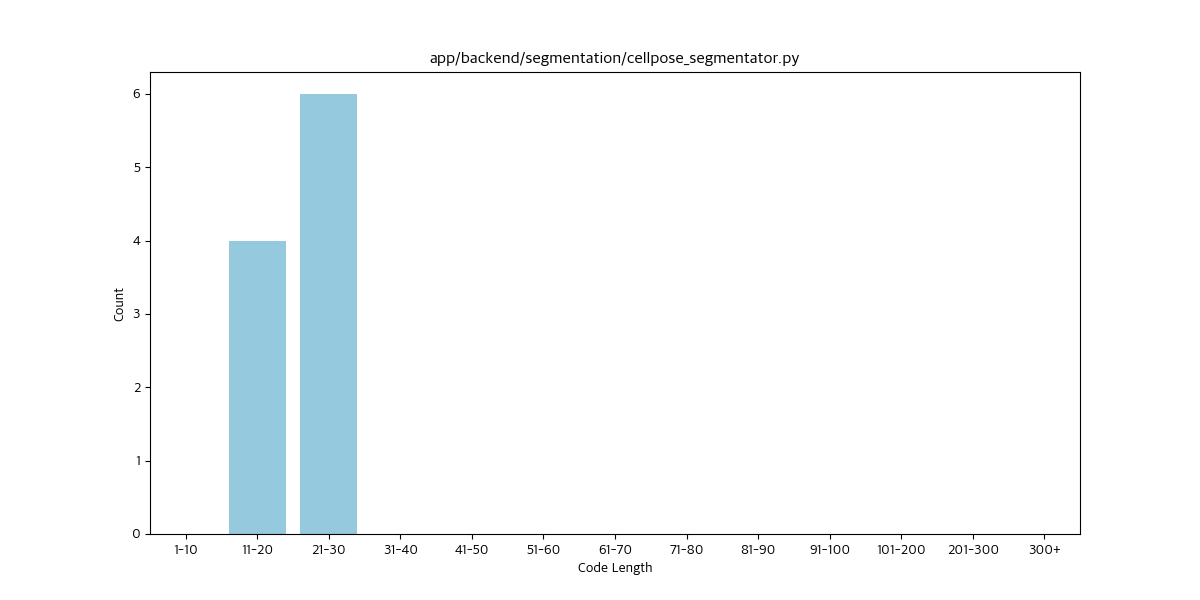 app/backend/segmentation/cellpose_segmentator.py
6
5
4
3
2
1
0
Count
1-10 11-20 21-30 31-40 41-50 51-60 61-70 71-80 81-90 91-100 101-200 201-300 300+
Code Length